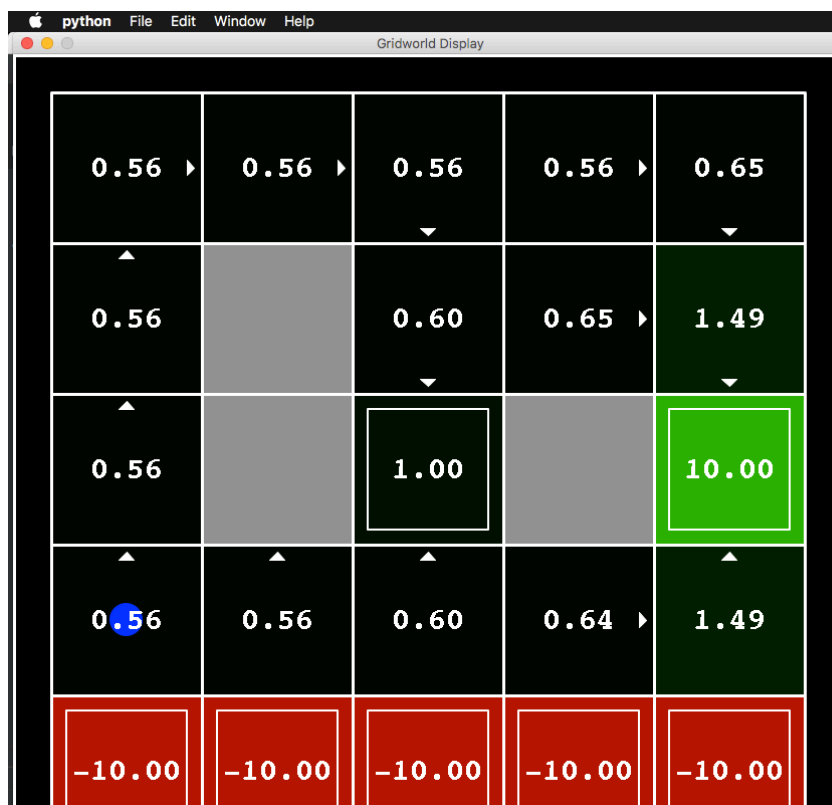 python File Edit Window Help
Gridworld Display
0.56 0.56 0.56 0.56 0.65
0.56 0.60 0.65 1.49
0.56 1.00 10.00
0.56 0.56 0.60 0.64 1.49
-10.00 -10.00 -10.00 -10.00 -10.00